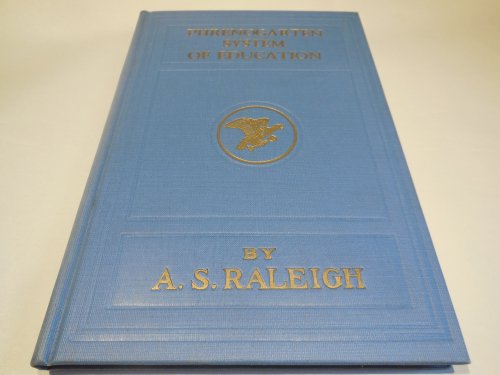 PHRENOGARTEN
SYSTEM
OF EDUCATION
BY
A. S. RALEIGH